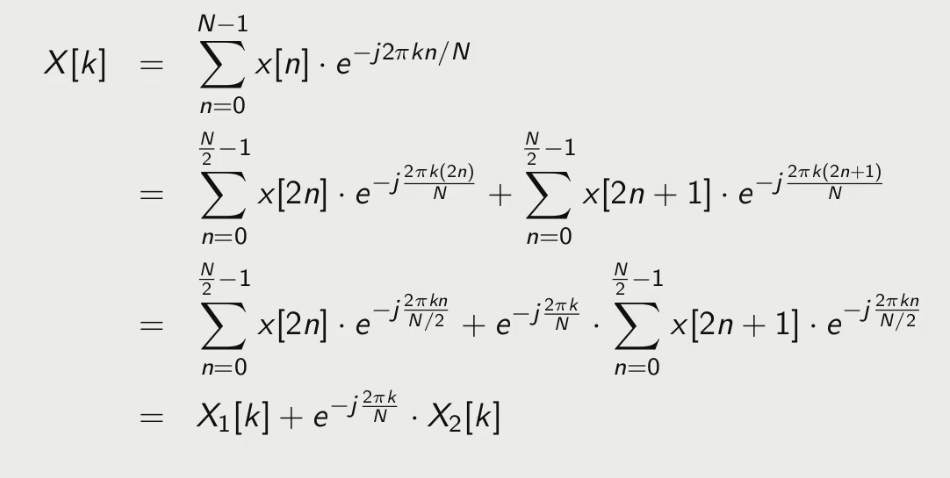 X[k] = \sum_{n=0}^{N-1} x[n] \cdot e^{-j2\pi kn/N}
= \sum_{n=0}^{\frac{N}{2}-1} x[2n] \cdot e^{-j\frac{2\pi k(2n)}{N}} + \sum_{n=0}^{\frac{N}{2}-1} x[2n+1] \cdot e^{-j\frac{2\pi k(2n+1)}{N}}
= \sum_{n=0}^{\frac{N}{2}-1} x[2n] \cdot e^{-j\frac{2\pi kn}{N/2}} + e^{-j\frac{2\pi k}{N}} \cdot \sum_{n=0}^{\frac{N}{2}-1} x[2n+1] \cdot e^{-j\frac{2\pi kn}{N/2}}
= X_1[k] + e^{-j\frac{2\pi k}{N}} \cdot X_2[k]